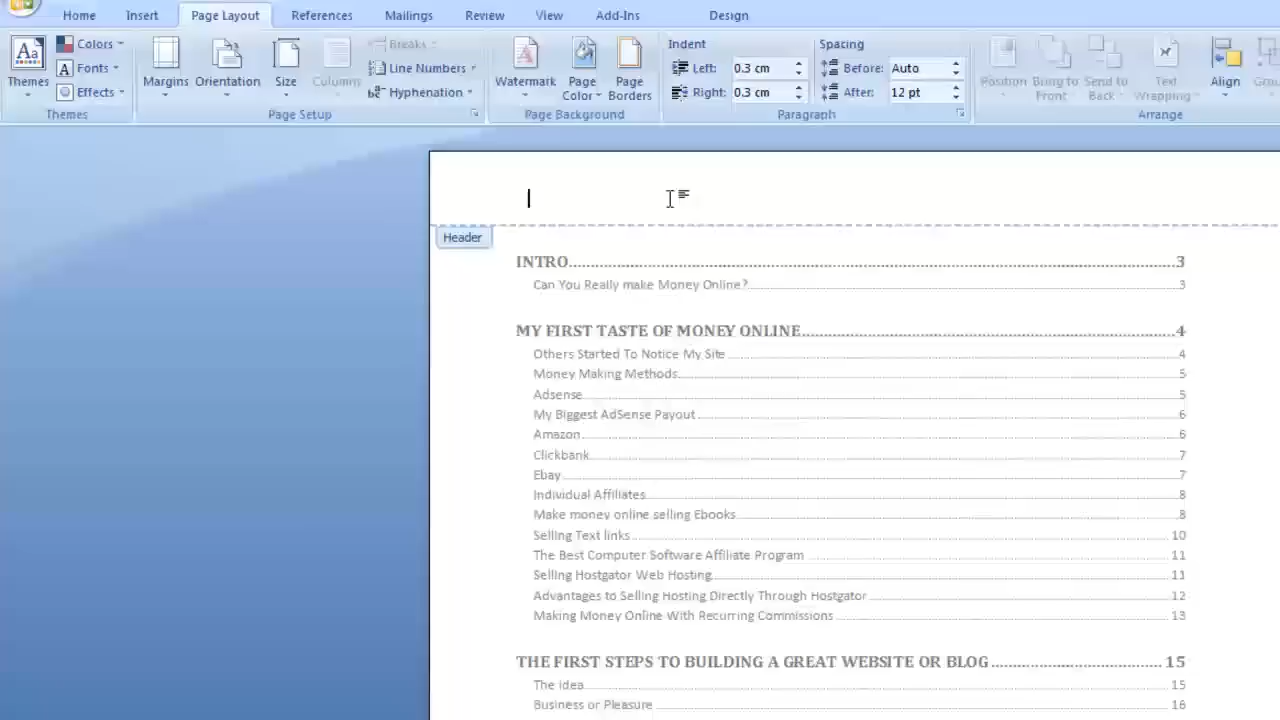 Home Insert Page Layout References Mailings Review View Add-Ins Design
Themes
Colors
Fonts
Effects
Themes
Margins
Orientation
Size
Columns
Breaks
Line Numbers
Hyphenation
Page Setup
Watermark
Page Color
Page Borders
Page Background
Indent
Left: 0.3 cm
Right: 0.3 cm
Spacing
Before: Auto
After: 12 pt
Paragraph
Position
Bring to Front
Send to Back
Text Wrapping
Align
Arrange
Header
INTRO 3
Can You Really make Money Online? 3
MY FIRST TASTE OF MONEY ONLINE 4
Others Started To Notice My Site 4
Money Making Methods 5
Adsense 5
My Biggest AdSense Payout 6
Amazon 6
Clickbank 7
Ebay 7
Individual Affiliates 8
Make money online selling Ebooks 8
Selling Text links 10
The Best Computer Software Affiliate Program 11
Selling Hostgator Web Hosting 11
Advantages to Selling Hosting Directly Through Hostgator 12
Making Money Online With Recurring Commissions 13
THE FIRST STEPS TO BUILDING A GREAT WEBSITE OR BLOG 15
The Idea 15
Business or Pleasure 16